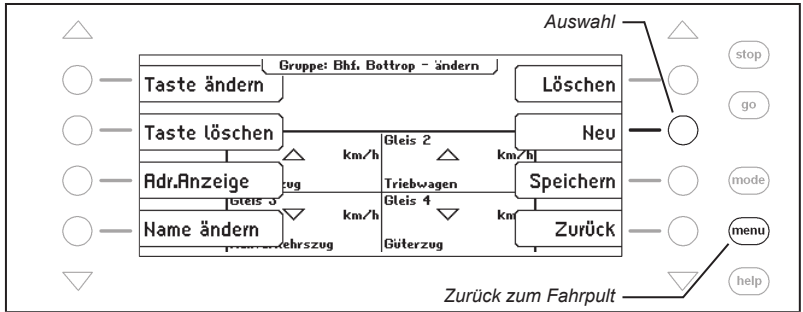 Auswahl
stop
Gruppe: Bhf. Bottrop - ändern
Taste ändern
Löschen
go
Taste löschen
Neu
Gleis 2
km/h
km/h
Adr.Anzeige
zug
Triebwagen
Speichern
mode
Gleis 3
Gleis 4
km/h
Name ändern
Zurück
menu
Güterzug
help
Zurück zum Fahrpult